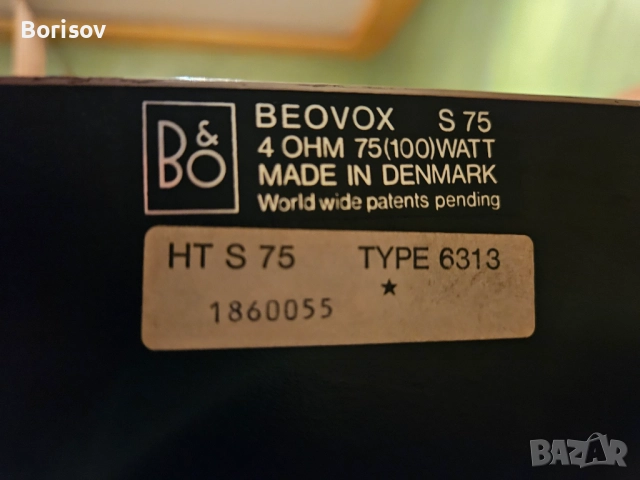 Borisov
B&O
BEOVOX S 75
4 OHM 75(100)WATT
MADE IN DENMARK
World wide patents pending
HT S 75 TYPE 6313
1860055 ★
BAZAR
bg